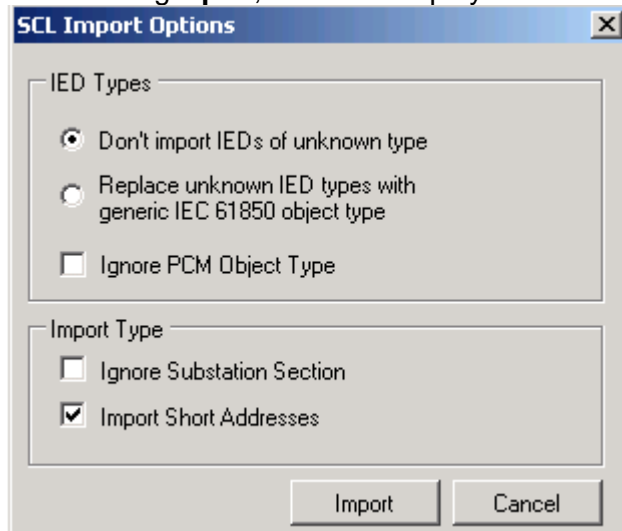 SCL Import Options
IED Types
Don't import IEDs of unknown type
Replace unknown IED types with
generic IEC 61850 object type
Ignore PCM Object Type
Import Type
Ignore Substation Section
Import Short Addresses
Import Cancel